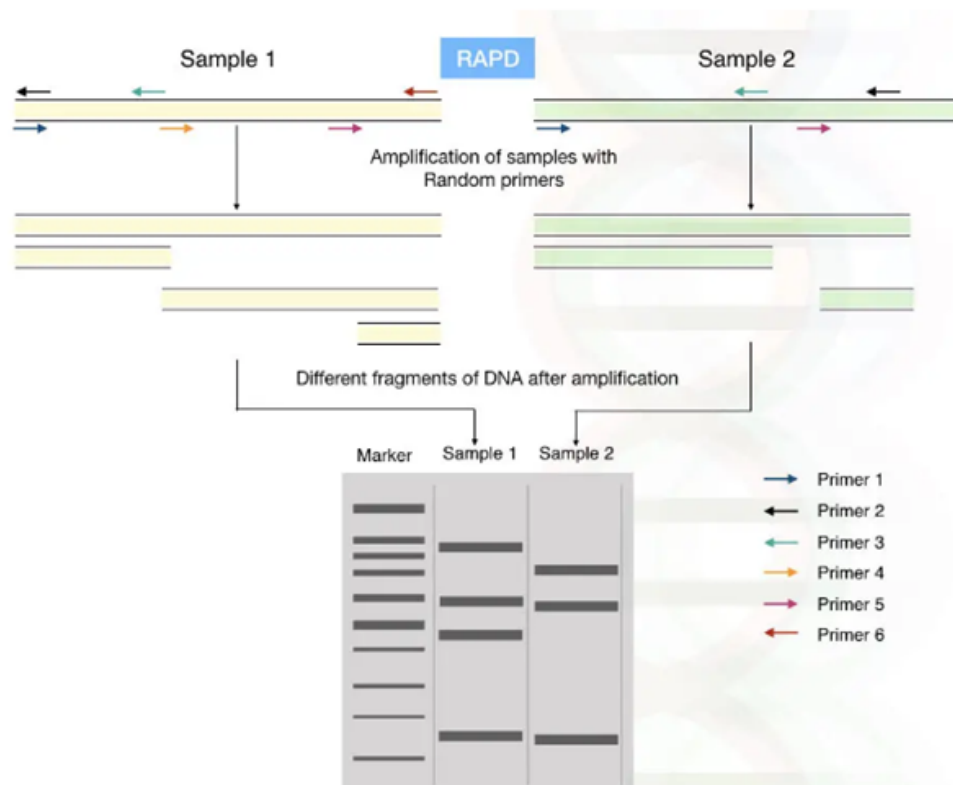 Sample 1
RAPD
Sample 2
Amplification of samples with
Random primers
Different fragments of DNA after amplification
Marker
Sample 1
Sample 2
Primer 1
Primer 2
Primer 3
Primer 4
Primer 5
Primer 6